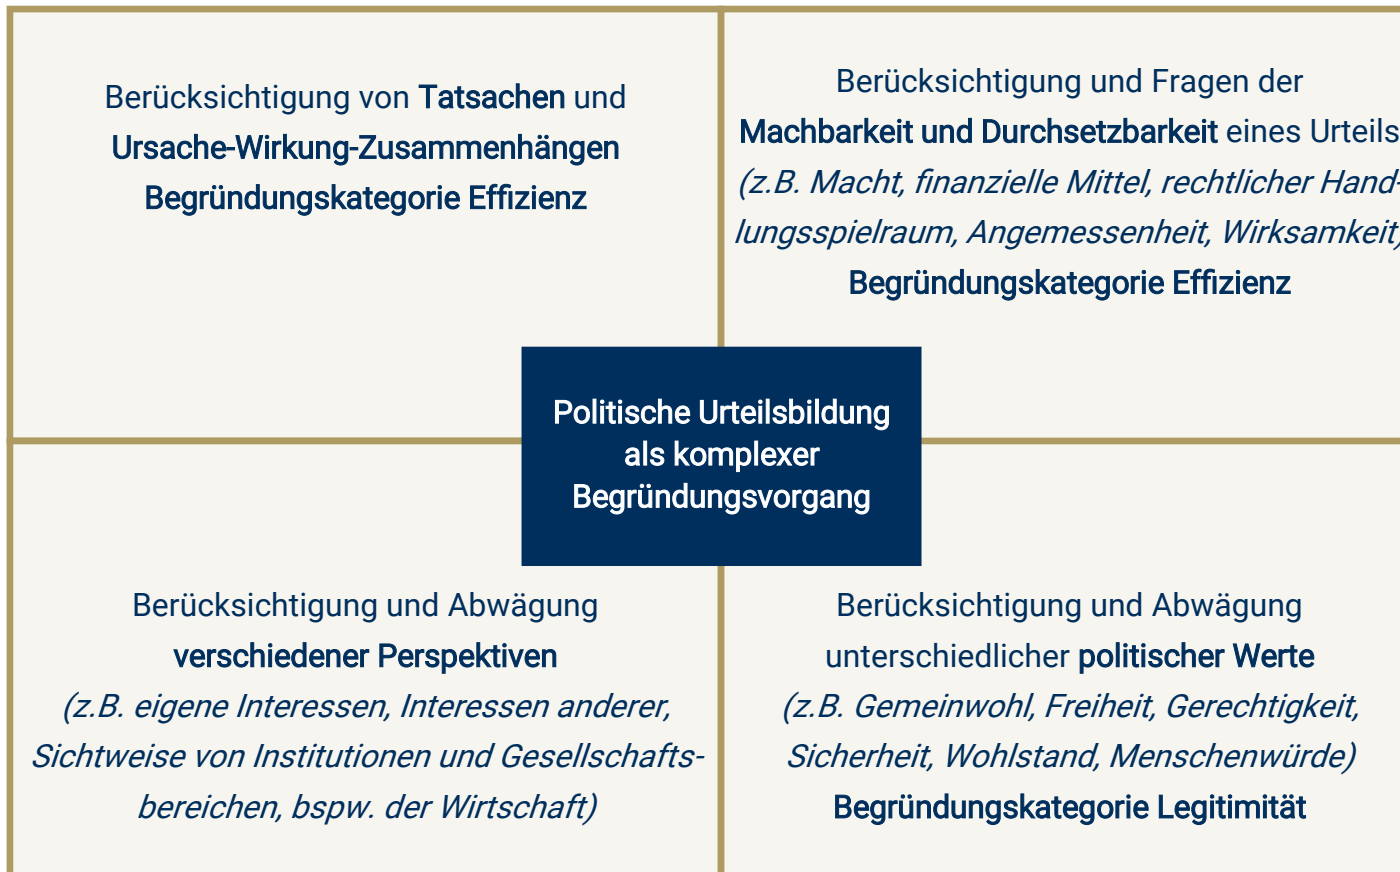 Berücksichtigung von Tatsachen und
Ursache-Wirkung-Zusammenhängen
Begründungskategorie Effizienz
Berücksichtigung und Fragen der
Machbarkeit und Durchsetzbarkeit eines Urteils
(z.B. Macht, finanzielle Mittel, rechtlicher Hand-
lungsspielraum, Angemessenheit, Wirksamkeit)
Begründungskategorie Effizienz
Politische Urteilsbildung
als komplexer
Begründungsvorgang
Berücksichtigung und Abwägung
verschiedener Perspektiven
(z.B. eigene Interessen, Interessen anderer,
Sichtweise von Institutionen und Gesellschafts-
bereichen, bspw. der Wirtschaft)
Berücksichtigung und Abwägung
unterschiedlicher politischer Werte
(z.B. Gemeinwohl, Freiheit, Gerechtigkeit,
Sicherheit, Wohlstand, Menschenwürde)
Begründungskategorie Legitimität